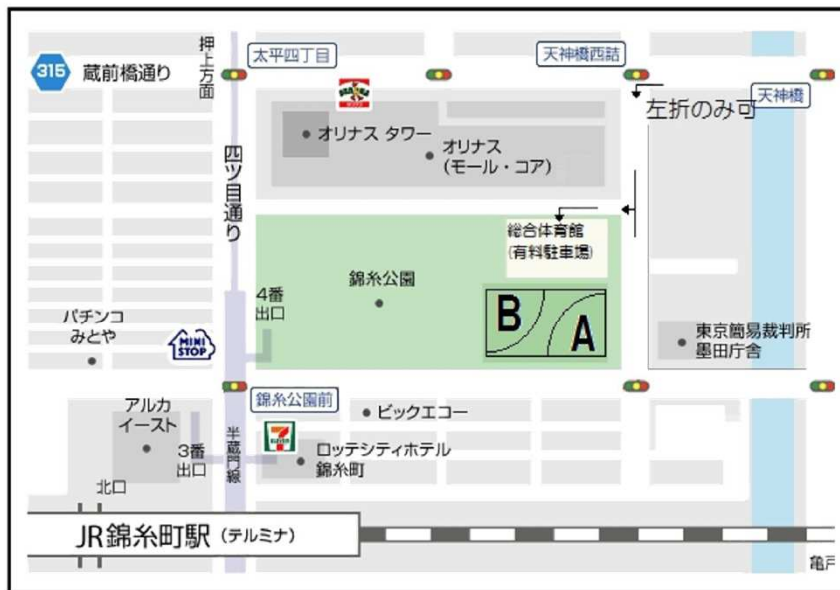 315
蔵前橋通り
押上方面
太平四丁目
天神橋西詰
天神橋
左折のみ可
オリナス タワー
オリナス
(モール・コア)
四ツ目通り
総合体育館
(有料駐車場)
錦糸公園
4番
出口
B
A
パチンコ
みとや
MINI
STOP
東京簡易裁判所
墨田庁舎
錦糸公園前
ビックエコー
アルカ
イースト
3番
出口
半蔵門線
7
ELEVEn
ロッテシティホテル
錦糸町
北口
JR錦糸町駅 (テルミナ)
亀戸